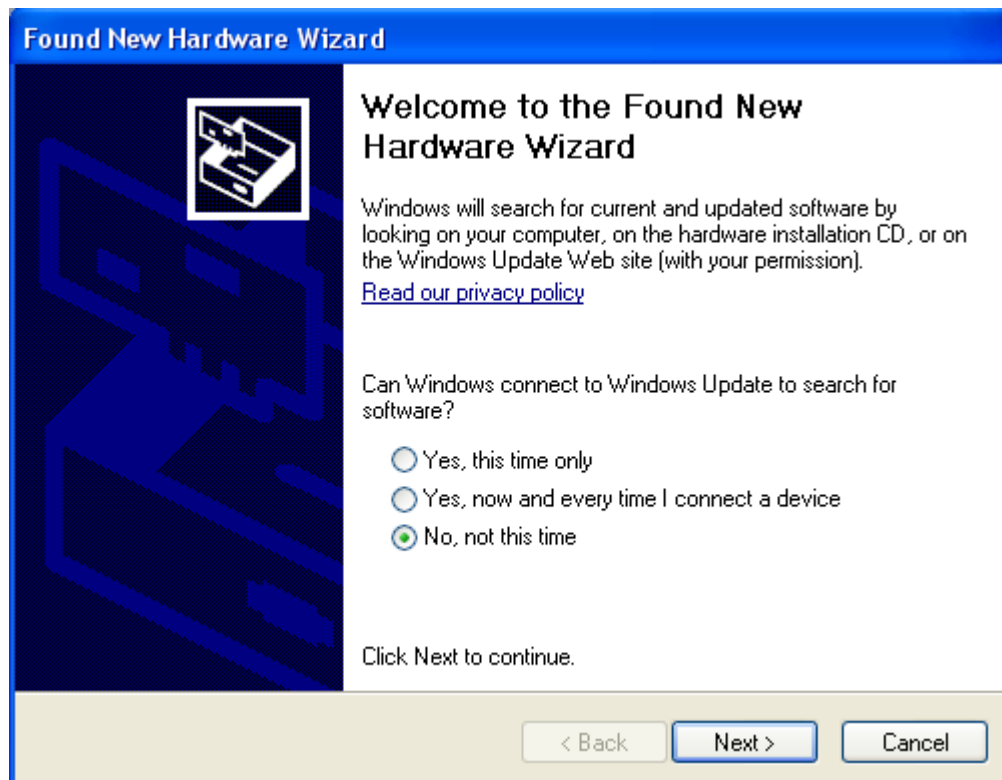 Found New Hardware Wizard
Welcome to the Found New
Hardware Wizard
Windows will search for current and updated software by
looking on your computer, on the hardware installation CD, or on
the Windows Update Web site (with your permission).
Read our privacy policy
Can Windows connect to Windows Update to search for
software?
Yes, this time only
Yes, now and every time I connect a device
No, not this time
Click Next to continue.
< Back Next > Cancel